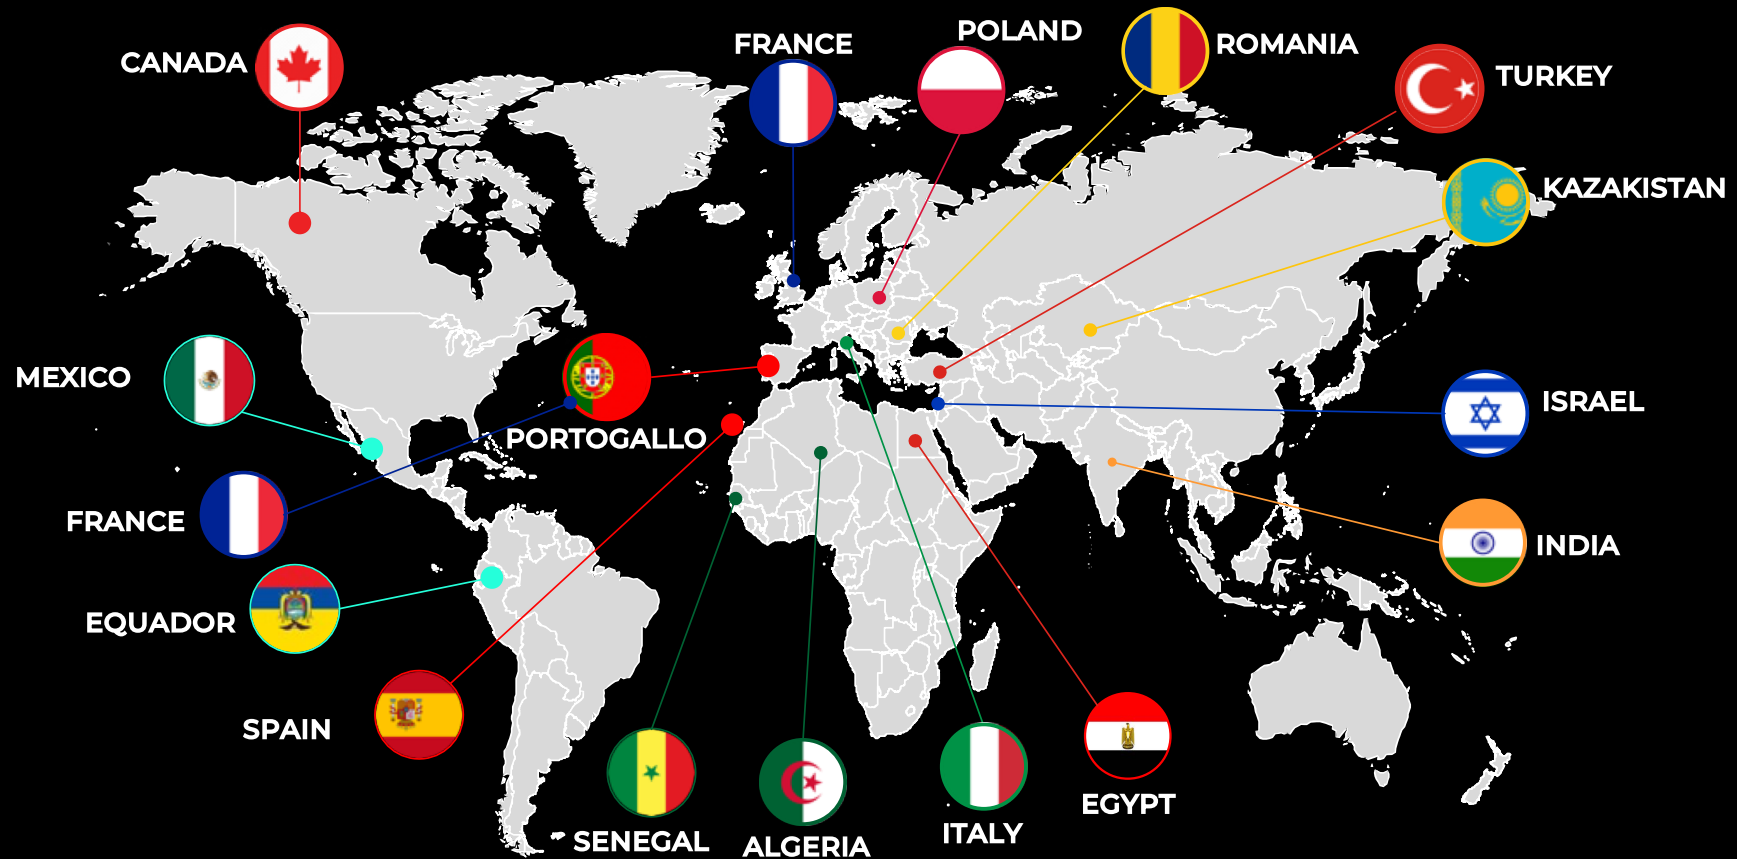 POLAND
FRANCE
ROMANIA
CANADA
TURKEY
KAZAKISTAN
MEXICO
ISRAEL
PORTOGALLO
FRANCE
INDIA
EQUADOR
SPAIN
EGYPT
ITALY
SENEGAL
ALGERIA